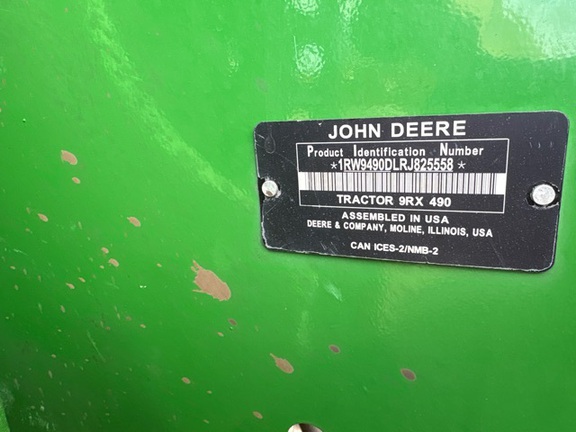 JOHN DEERE
Product Identification Number
*1RW9490DLRJ825558*
TRACTOR 9RX 490
ASSEMBLED IN USA
DEERE & COMPANY, MOLINE, ILLINOIS, USA
CAN ICES-2/NMB-2